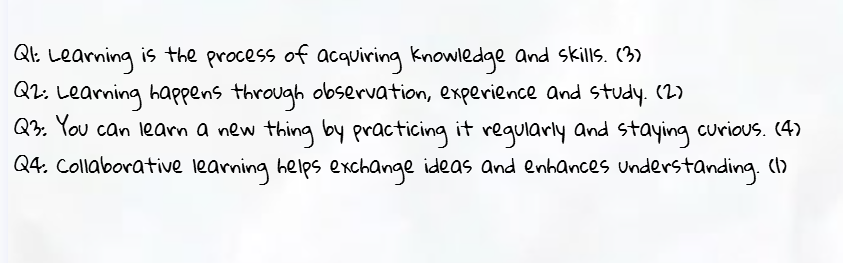 Q1: Learning is the process of acquiring knowledge and skills. (3)
Q2: Learning happens through observation, experience and study. (2)
Q3: You can learn a new thing by practicing it regularly and staying curious. (4)
Q4: Collaborative learning helps exchange ideas and enhances understanding. (1)